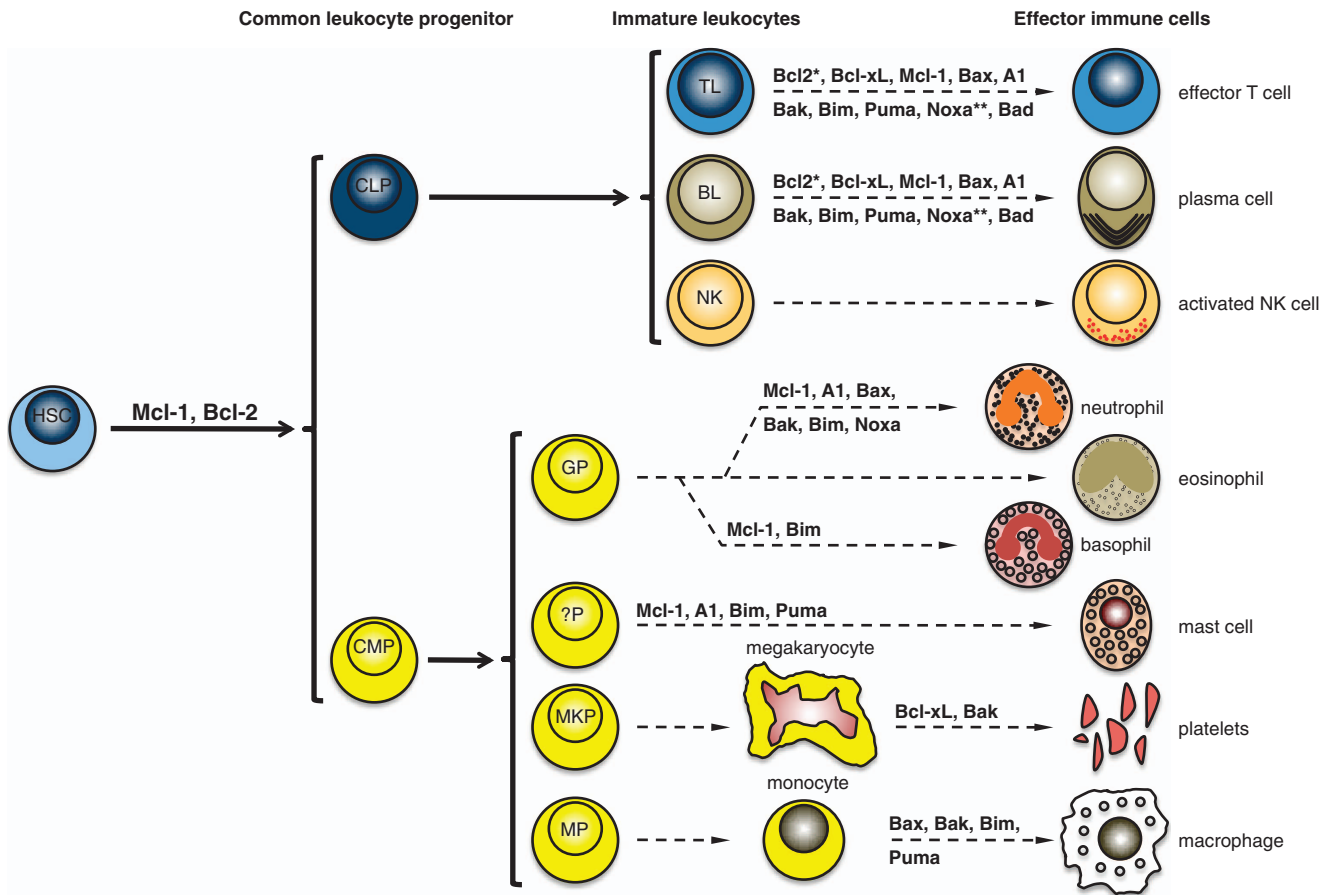 Common leukocyte progenitor
Immature leukocytes
Effector immune cells
TL
Bcl2*, Bcl-xL, Mcl-1, Bax, A1
Bak, Bim, Puma, Noxa**, Bad
effector T cell
CLP
BL
Bcl2*, Bcl-xL, Mcl-1, Bax, A1
Bak, Bim, Puma, Noxa**, Bad
plasma cell
NK
activated NK cell
HSC
Mcl-1, Bcl-2
GP
Mcl-1, A1, Bax,
Bak, Bim, Noxa
neutrophil
eosinophil
Mcl-1, Bim
basophil
CMP
?P
Mcl-1, A1, Bim, Puma
mast cell
MKP
megakaryocyte
Bcl-xL, Bak
platelets
MP
monocyte
Bax, Bak, Bim,
Puma
macrophage